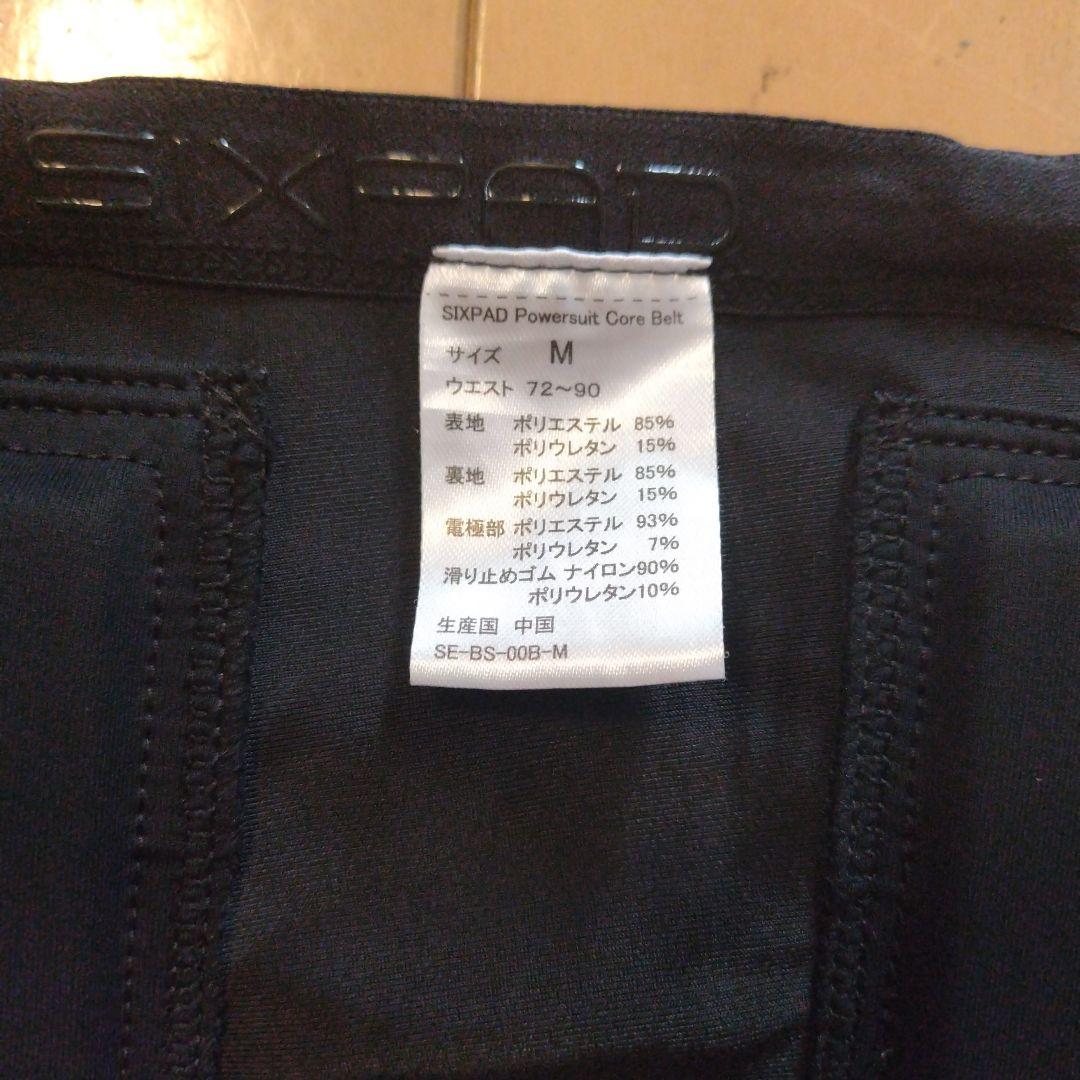 SIXPAD
SIXPAD Powersuit Core Belt
サイズ M
ウエスト 72～90
表地 ポリエステル 85%
ポリウレタン 15%
裏地 ポリエステル 85%
ポリウレタン 15%
電極部 ポリエステル 93%
ポリウレタン 7%
滑り止めゴム ナイロン90%
ポリウレタン10%
生産国 中国
SE-BS-00B-M